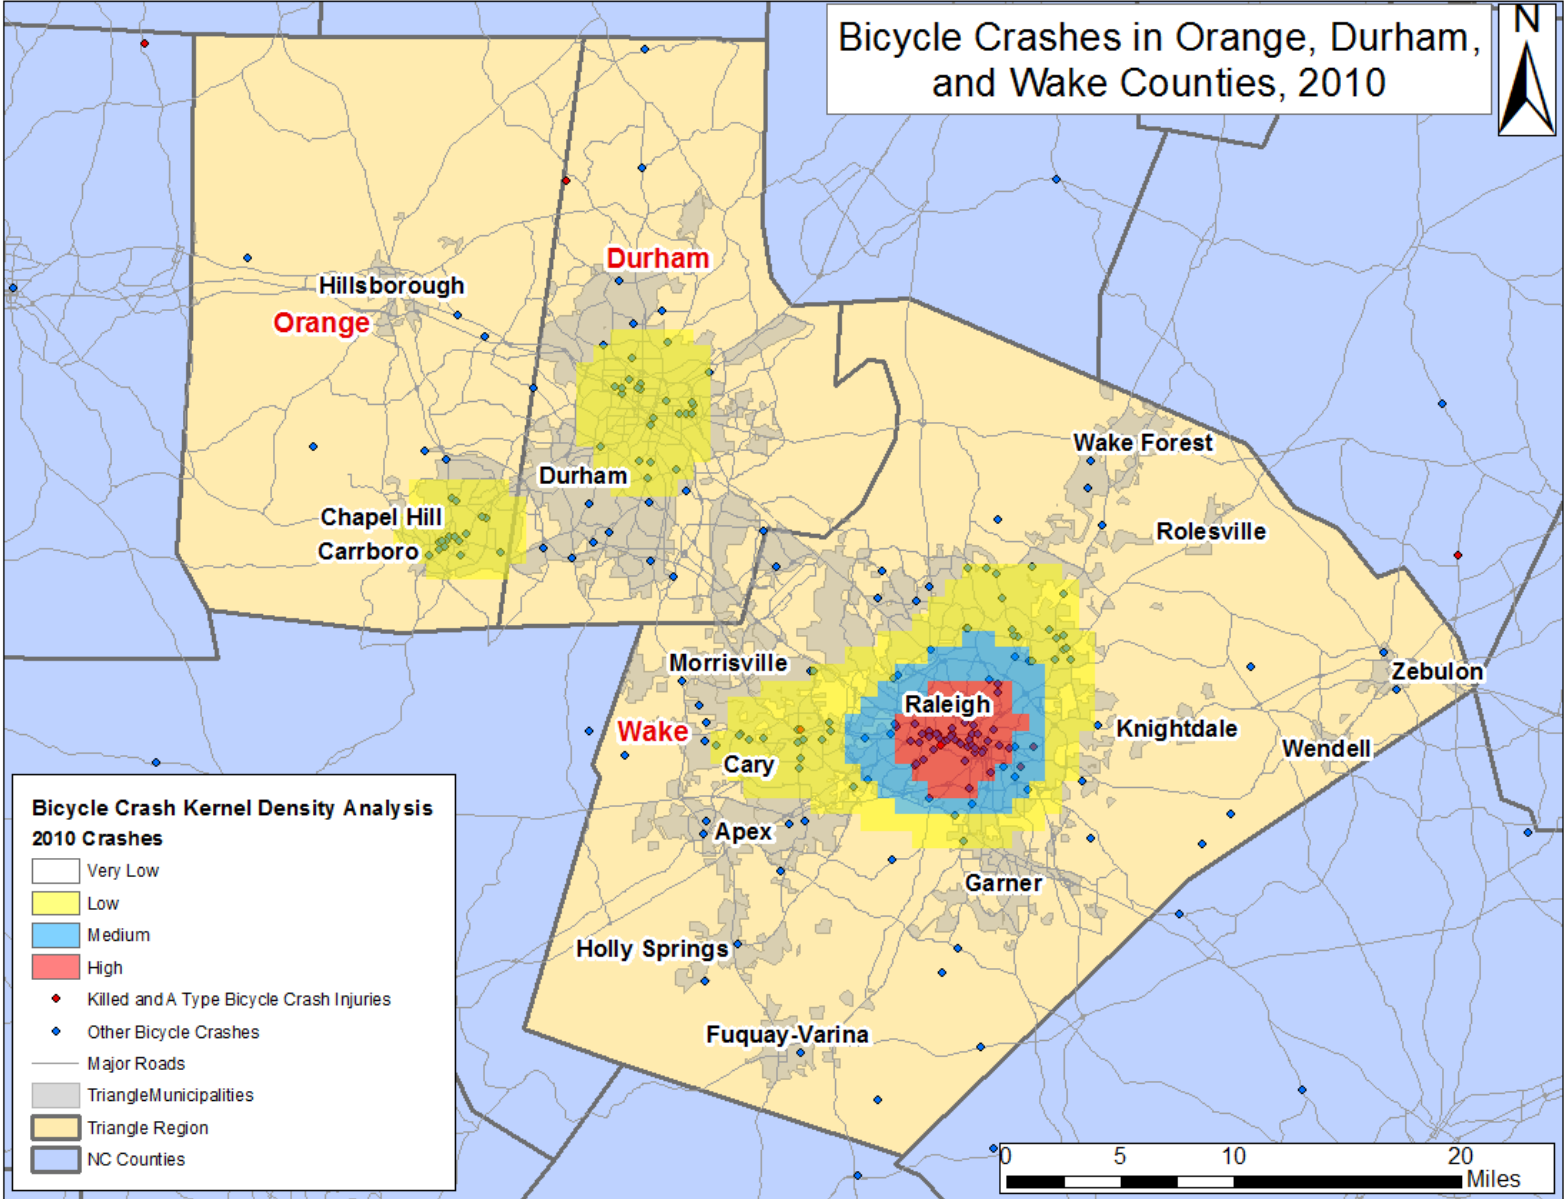 Bicycle Crashes in Orange, Durham,
and Wake Counties, 2010
N
Durham
Hillsborough
Orange
Wake Forest
Durham
Chapel Hill
Rolesville
Carrboro
Morrisville
Zebulon
Raleigh
Wake
Knightdale
Wendell
Cary
Apex
Garner
Holly Springs
Fuquay-Varina
Bicycle Crash Kernel Density Analysis
2010 Crashes
Very Low
Low
Medium
High
Killed and A Type Bicycle Crash Injuries
Other Bicycle Crashes
Major Roads
TriangleMunicipalities
Triangle Region
NC Counties
0 5 10 20
Miles